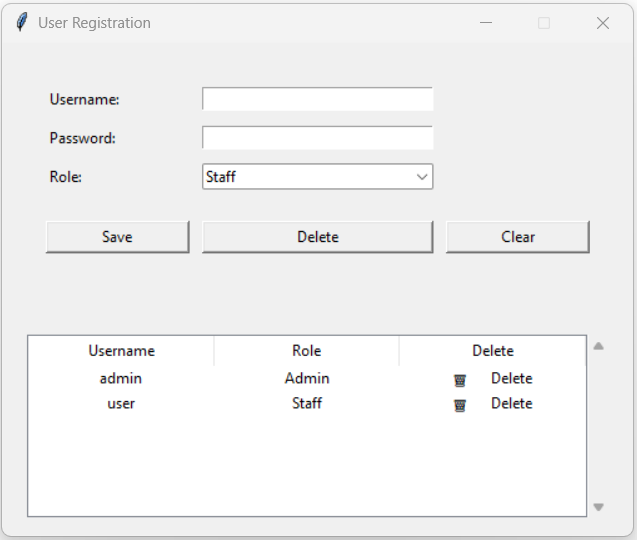 User Registration
Username:
Password:
Role: Staff
Save Delete Clear
Username Role Delete
admin Admin 🗑 Delete
user Staff 🗑 Delete